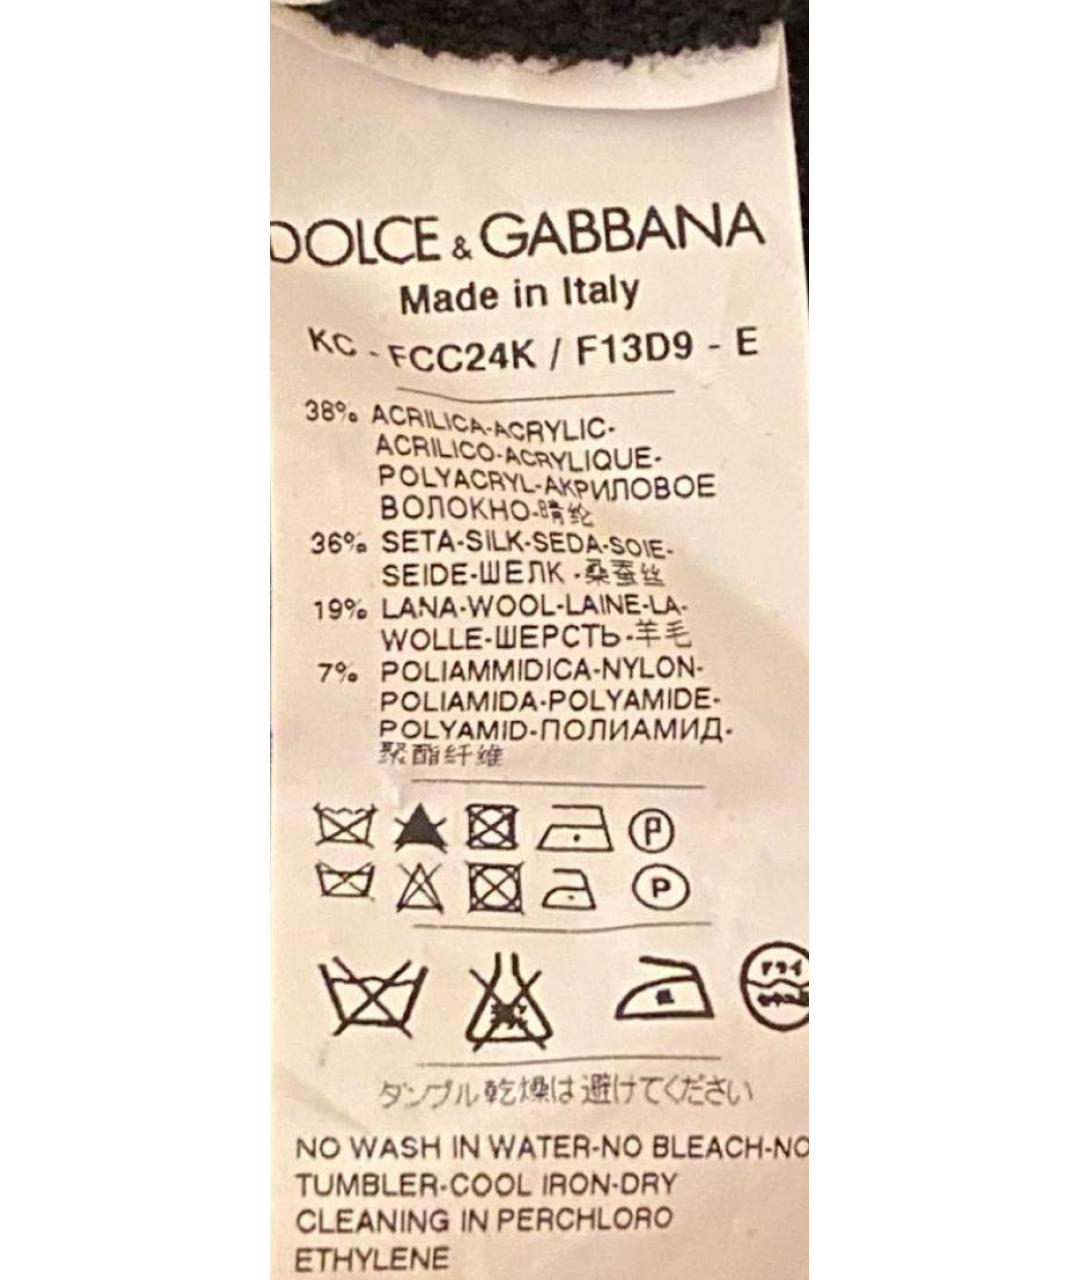 DOLCE & GABBANA
Made in Italy
KC - FCC24K / F13D9 - E
38% ACRILICA-ACRYLIC-
ACRILICO-ACRYLIQUE-
POLYACRYL-АКРИЛОВОЕ
ВОЛОКНО-晴纶
36% SETA-SILK-SEDA-SOIE-
SEIDE-ШЕЛК-桑蚕丝
19% LANA-WOOL-LAINE-LA-
WOLLE-ШЕРСТЬ-羊毛
7% POLIAMMIDICA-NYLON-
POLIAMIDA-POLYAMIDE-
POLYAMID-ПОЛИАМИД-
聚酯纤维
P
P
ドライ
タンブル乾燥は避けてください
NO WASH IN WATER-NO BLEACH-NO
TUMBLER-COOL IRON-DRY
CLEANING IN PERCHLORO
ETHYLENE